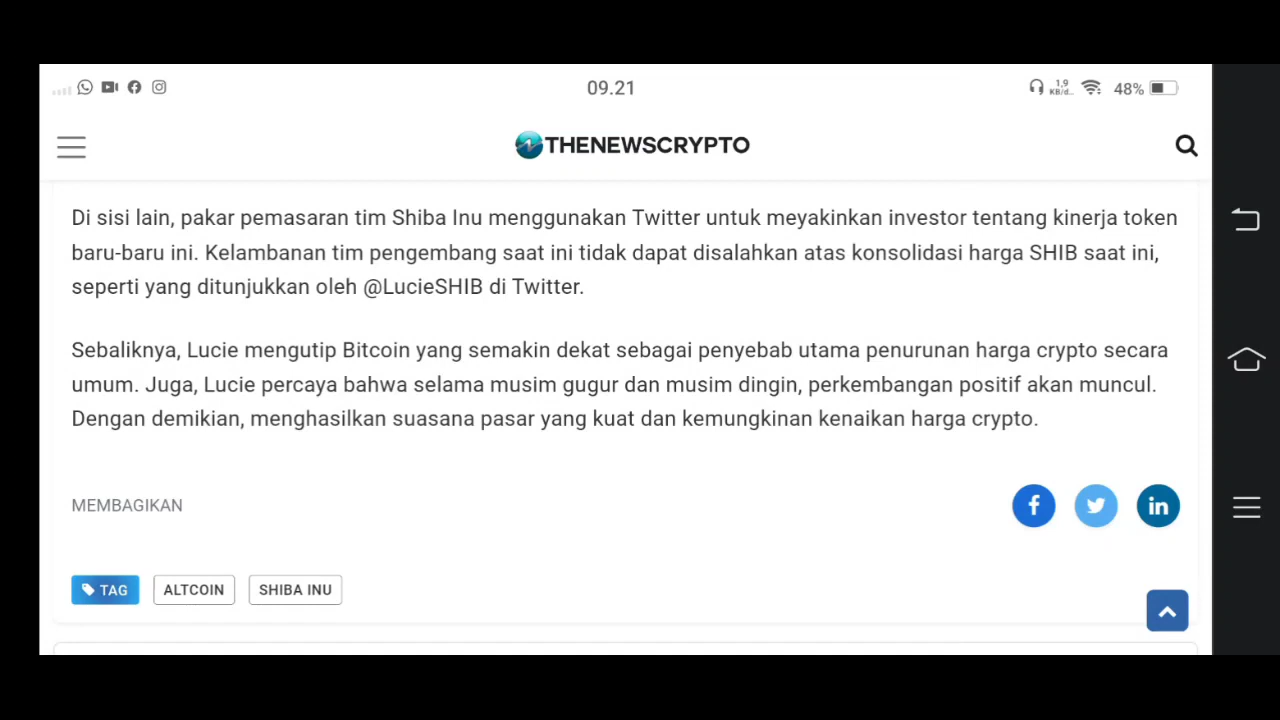 09.21
1,9
KB/d..
48%
THENEWSCRYPTO
Di sisi lain, pakar pemasaran tim Shiba Inu menggunakan Twitter untuk meyakinkan investor tentang kinerja token
baru-baru ini. Kelambanan tim pengembang saat ini tidak dapat disalahkan atas konsolidasi harga SHIB saat ini,
seperti yang ditunjukkan oleh @LucieSHIB di Twitter.
Sebaliknya, Lucie mengutip Bitcoin yang semakin dekat sebagai penyebab utama penurunan harga crypto secara
umum. Juga, Lucie percaya bahwa selama musim gugur dan musim dingin, perkembangan positif akan muncul.
Dengan demikian, menghasilkan suasana pasar yang kuat dan kemungkinan kenaikan harga crypto.
MEMBAGIKAN
TAG ALTCOIN SHIBA INU